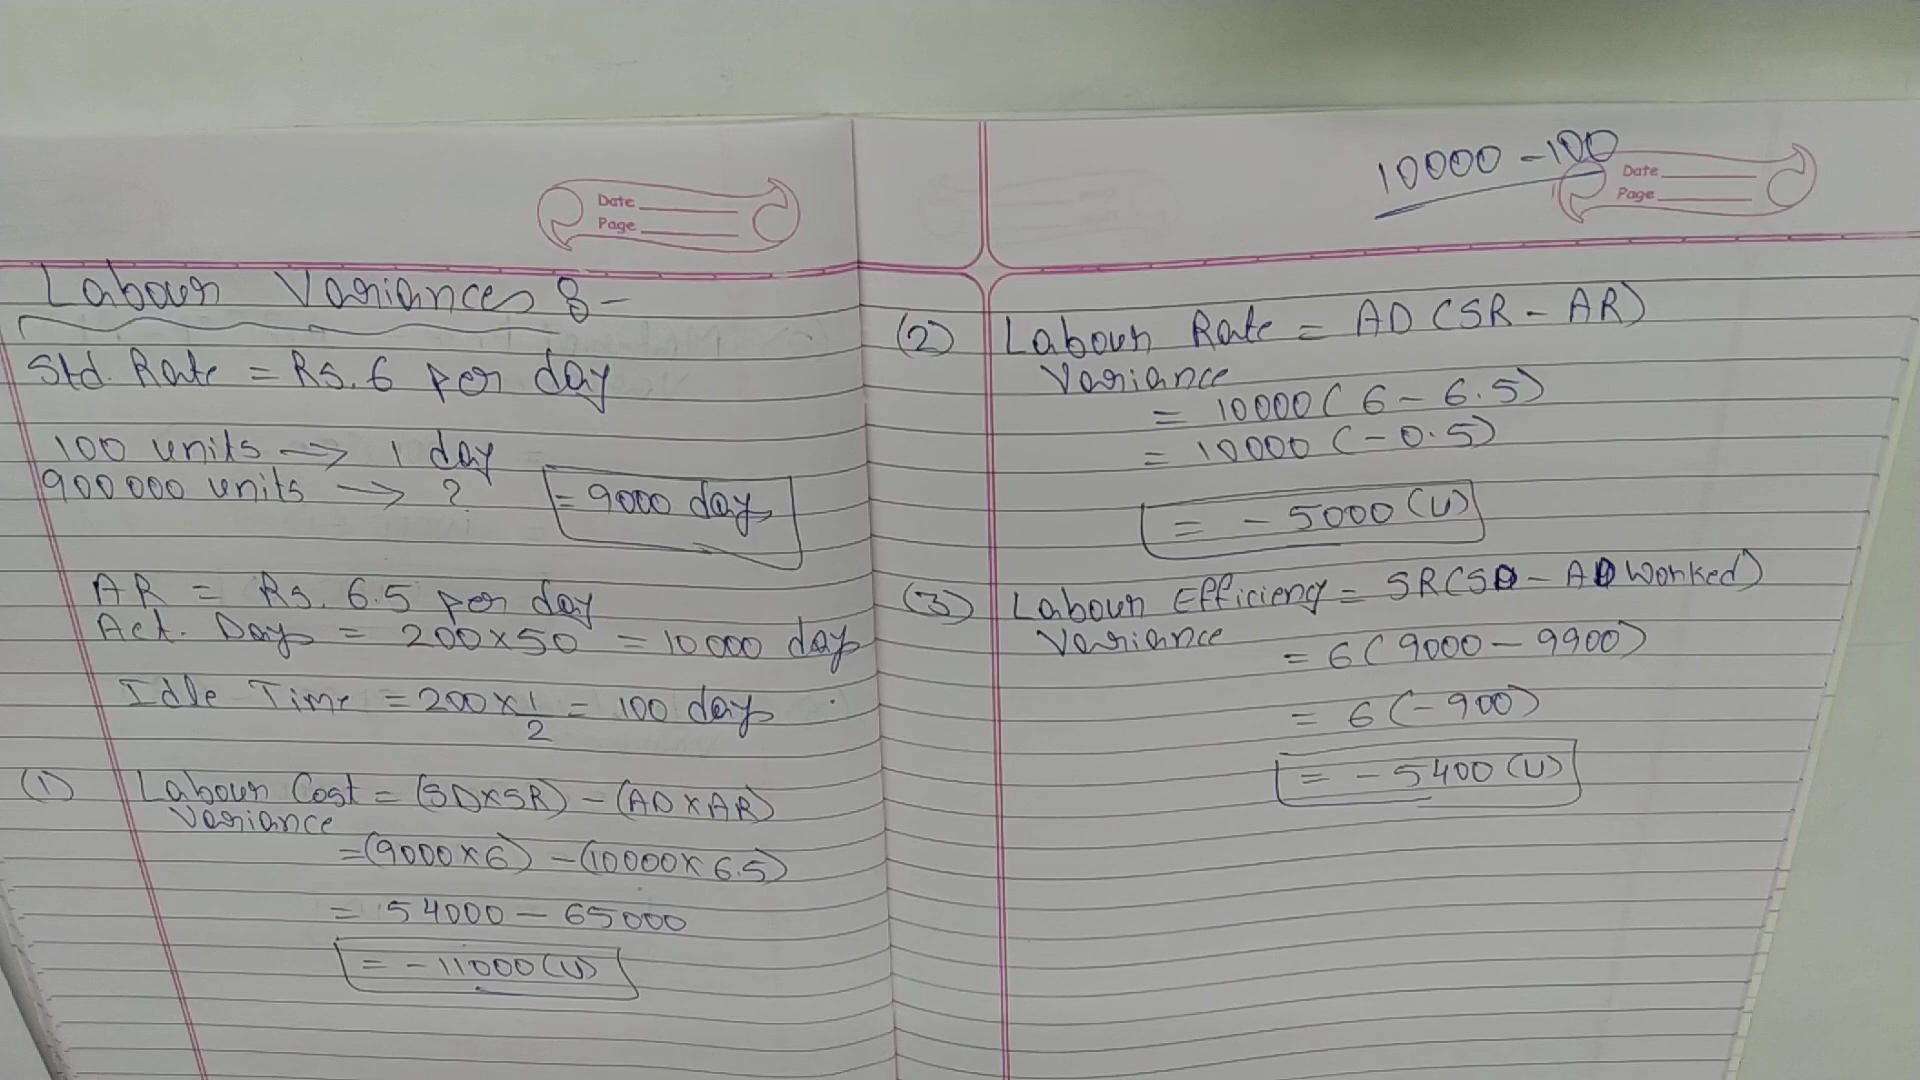 Date
Page
Labour Variances :-
Std. Rate = Rs. 6 per day
100 units → 1 day
900000 units → ? = 9000 days
AR = Rs. 6.5 per day
Act. Days = 200×50 = 10000 days
Idle Time = 200×1/2 = 100 days
(1) Labour Cost = (SD×SR) - (AD×AR)
Variance
= (9000×6) - (10000×6.5)
= 54000 - 65000
= - 11000 (U)
10000 - 100
Date
Page
(2) Labour Rate = AD (SR - AR)
Variance
= 10000 (6 - 6.5)
= 10000 (-0.5)
= - 5000 (U)
(3) Labour Efficiency = SR(SD - AD Worked)
Variance
= 6 (9000 - 9900)
= 6 (-900)
= - 5400 (U)